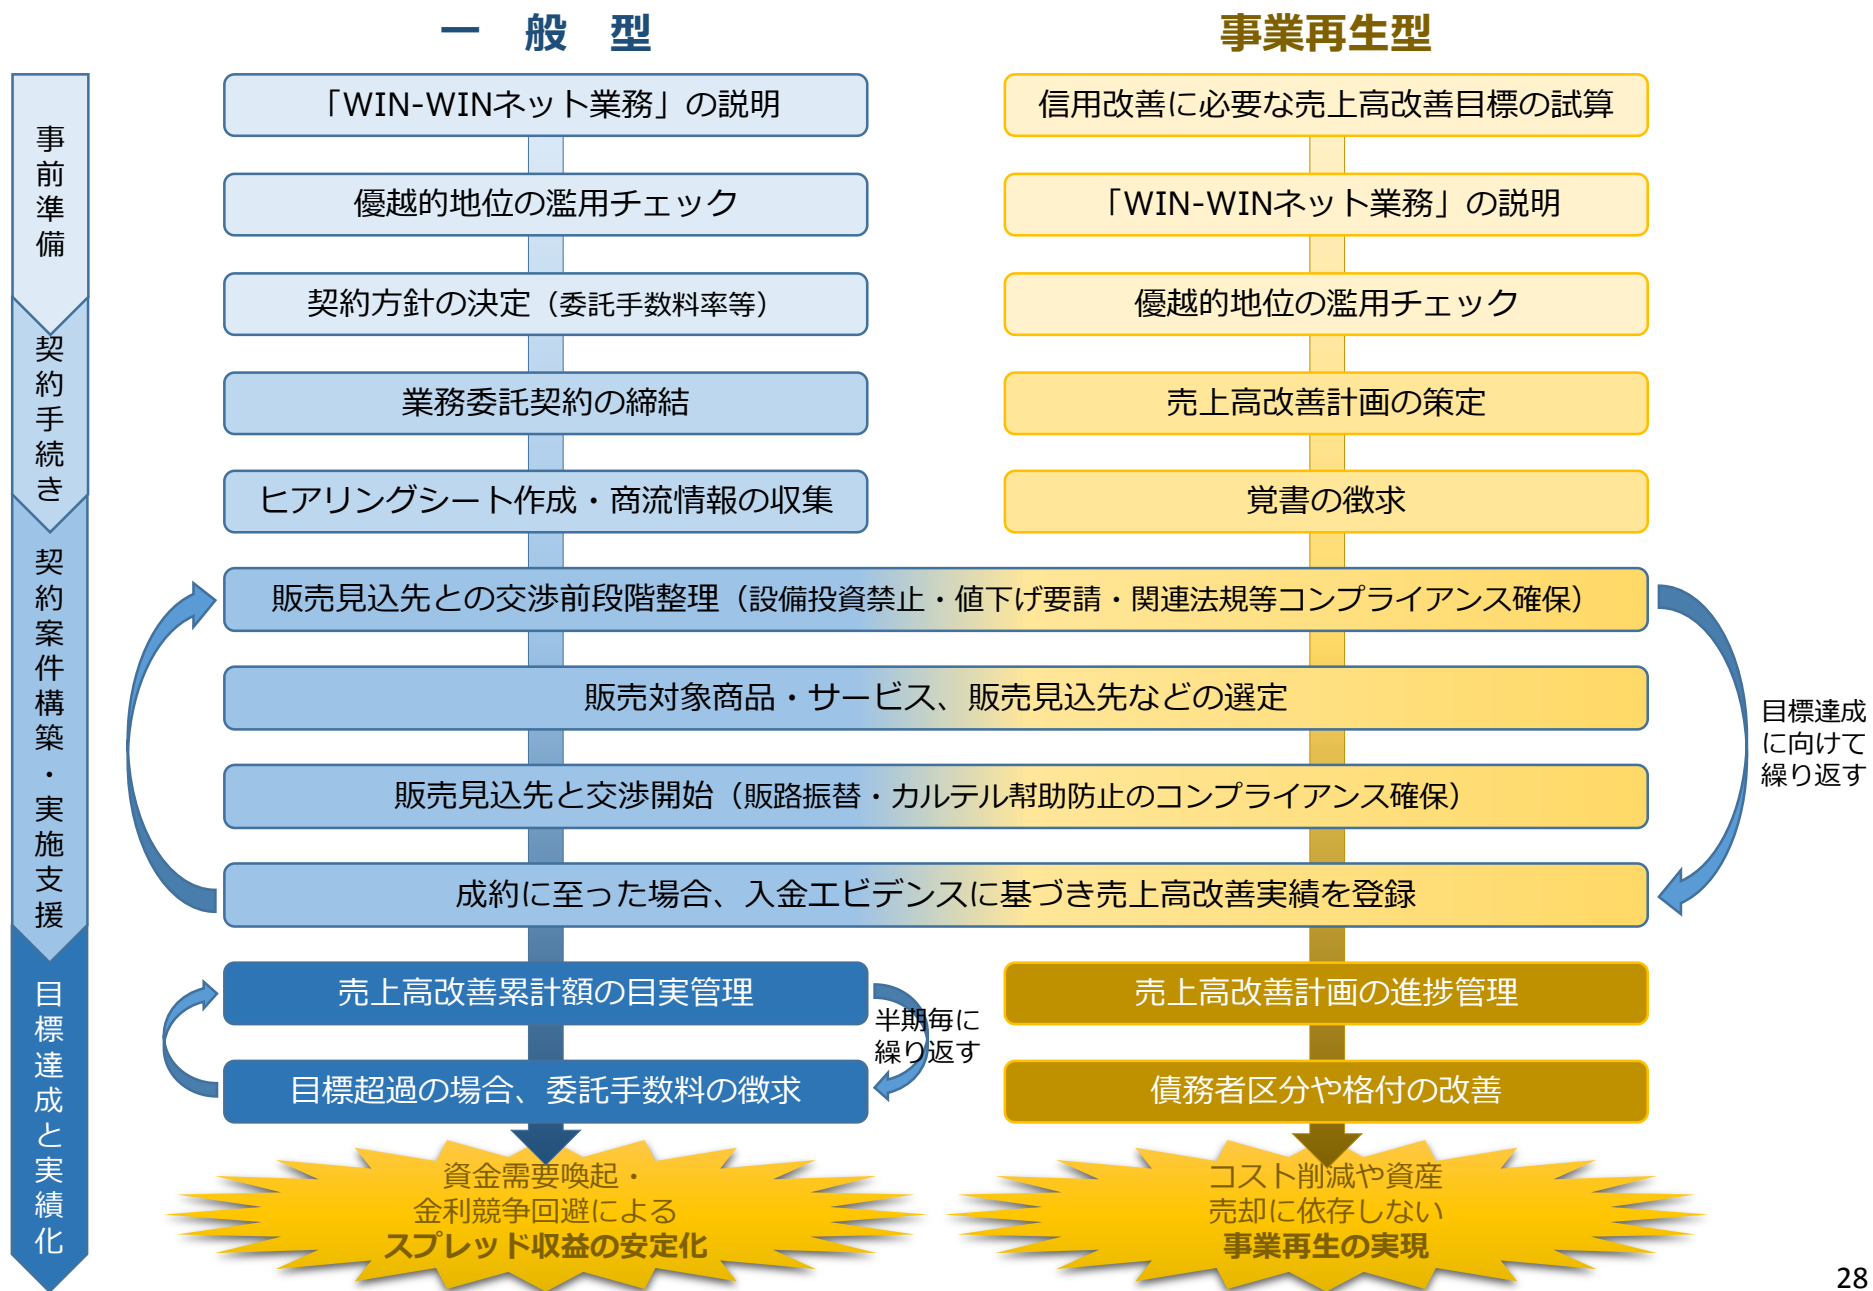 一 般 型
事業再生型
事前準備
契約手続き
契約案件構築・実施支援
目標達成と実績化
「WIN-WINネット業務」の説明
信用改善に必要な売上高改善目標の試算
優越的地位の濫用チェック
「WIN-WINネット業務」の説明
契約方針の決定（委託手数料率等）
優越的地位の濫用チェック
業務委託契約の締結
売上高改善計画の策定
ヒアリングシート作成・商流情報の収集
覚書の徴求
販売見込先との交渉前段階整理（設備投資禁止・値下げ要請・関連法規等コンプライアンス確保）
販売対象商品・サービス、販売見込先などの選定
目標達成
に向けて
繰り返す
販売見込先と交渉開始（販路振替・カルテル幇助防止のコンプライアンス確保）
成約に至った場合、入金エビデンスに基づき売上高改善実績を登録
売上高改善累計額の目実管理
売上高改善計画の進捗管理
半期毎に
繰り返す
目標超過の場合、委託手数料の徴求
債務者区分や格付の改善
資金需要喚起・
金利競争回避による
スプレッド収益の安定化
コスト削減や資産
売却に依存しない
事業再生の実現
28